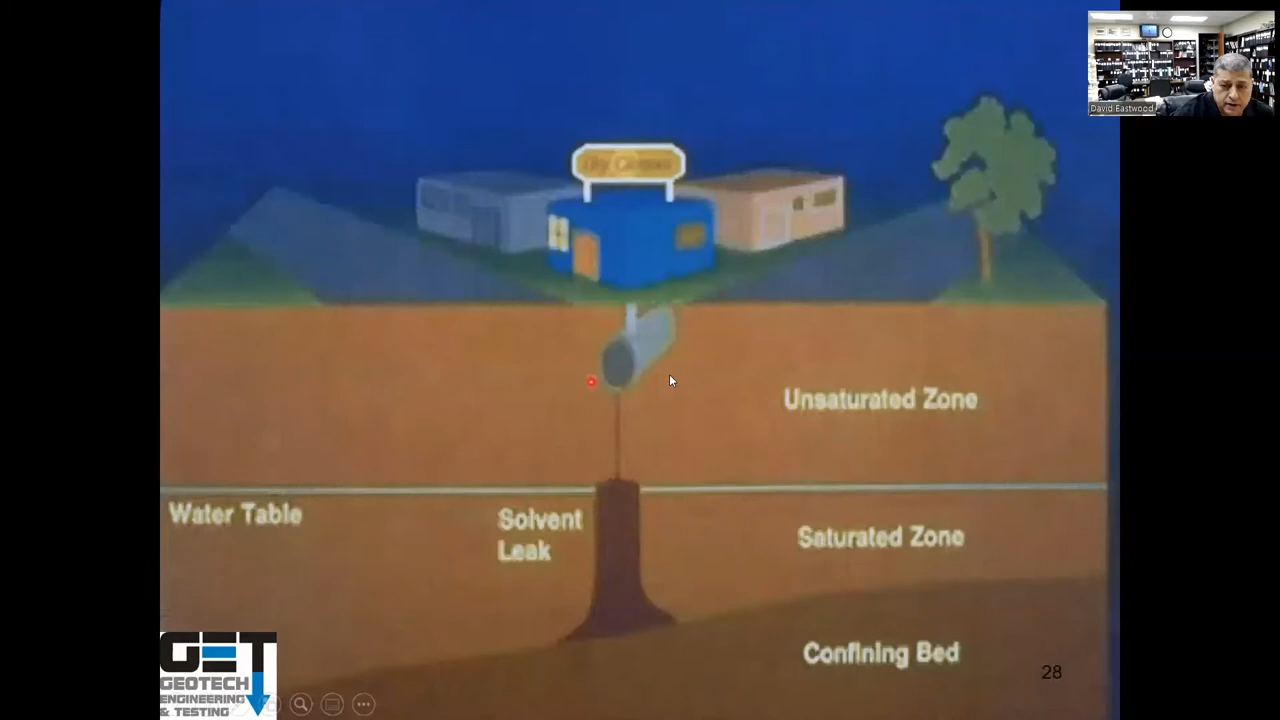 David Eastwood
Unsaturated Zone
Water Table
Solvent
Leak
Saturated Zone
Confining Bed
28
GET
GEOTECH
ENGINEERING
& TESTING